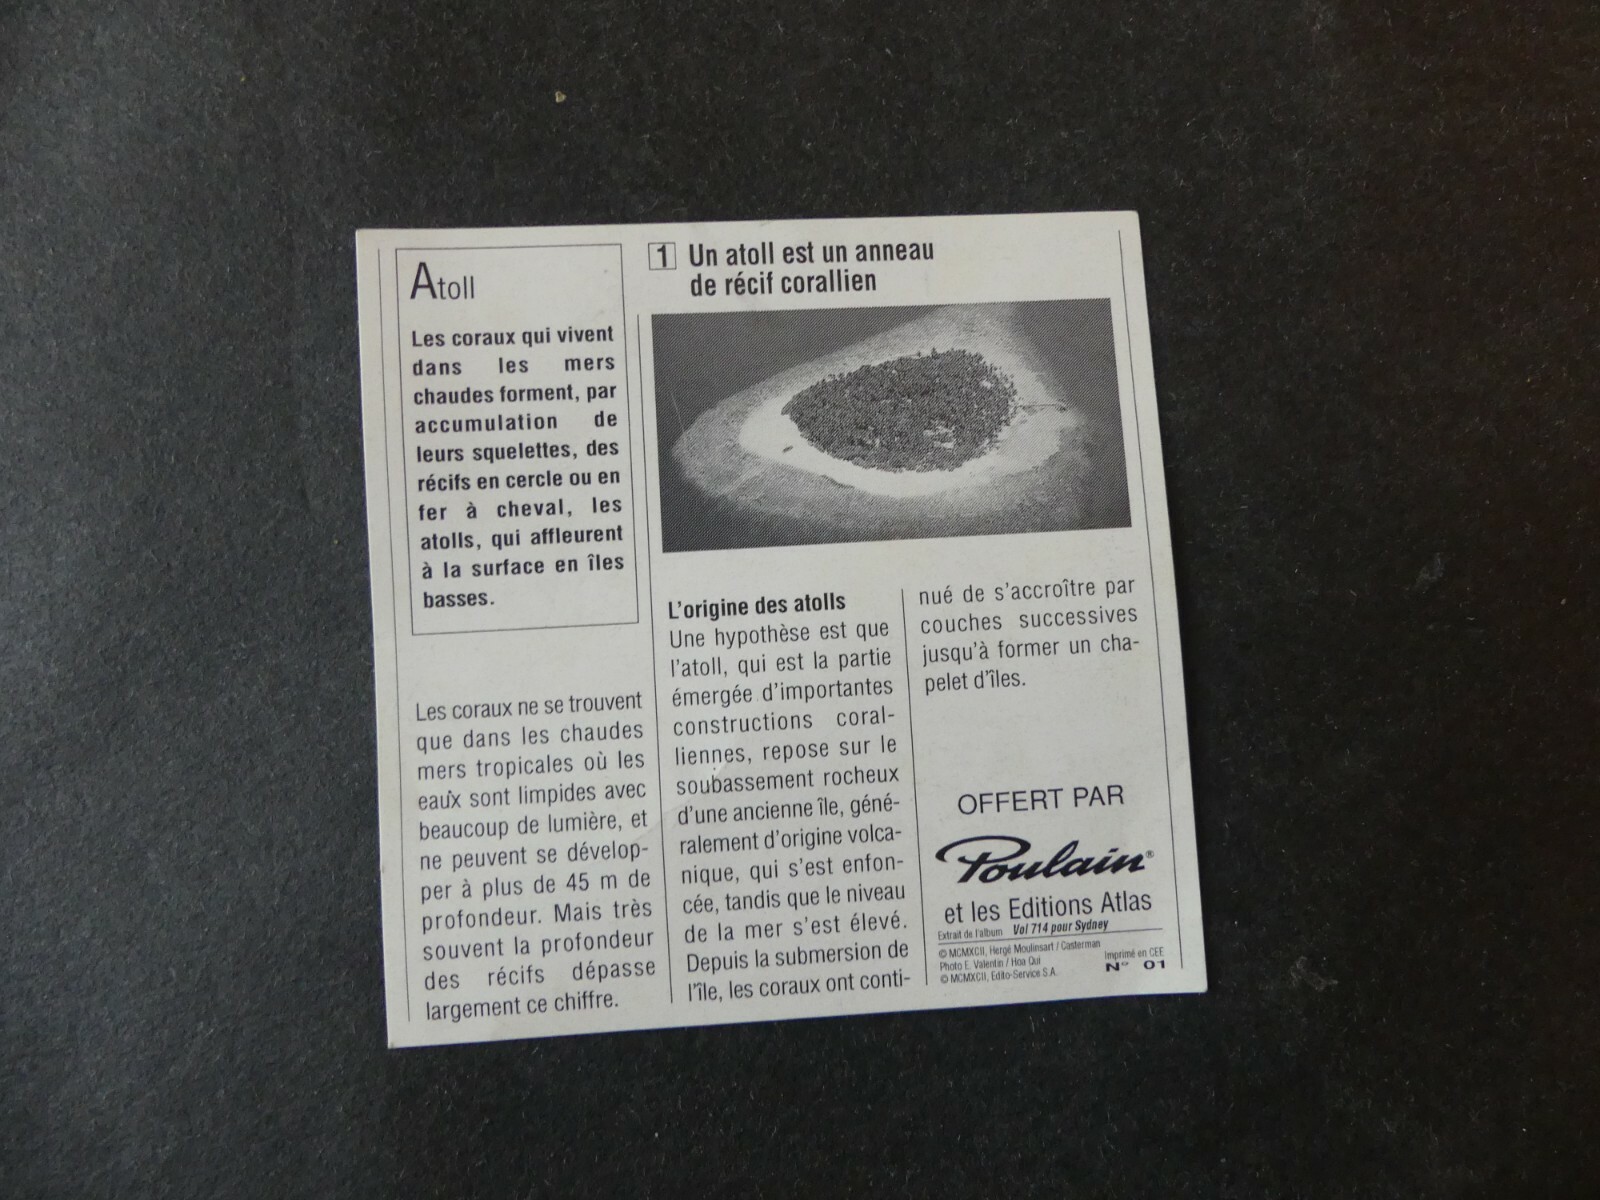 Atoll
Les coraux qui vivent
dans les mers
chaudes forment, par
accumulation de
leurs squelettes, des
récifs en cercle ou en
fer à cheval, les
atolls, qui affleurent
à la surface en îles
basses.
Les coraux ne se trouvent
que dans les chaudes
mers tropicales où les
eaux sont limpides avec
beaucoup de lumière, et
ne peuvent se dévelop-
per à plus de 45 m de
profondeur. Mais très
souvent la profondeur
des récifs dépasse
largement ce chiffre.
1 Un atoll est un anneau
de récif corallien
L'origine des atolls
Une hypothèse est que
l'atoll, qui est la partie
émergée d'importantes
constructions coral-
liennes, repose sur le
soubassement rocheux
d'une ancienne île, géné-
ralement d'origine volca-
nique, qui s'est enfon-
cée, tandis que le niveau
de la mer s'est élevé.
Depuis la submersion de
l'île, les coraux ont conti-
nué de s'accroître par
couches successives
jusqu'à former un cha-
pelet d'îles.
OFFERT PAR
Poulain®
et les Editions Atlas
Extrait de l'album Vol 714 pour Sydney
© MCMXCII, Hergé Moulinsart / Casterman
Photo E. Valentin / Hoa Qui
© MCMXCII, Edito-Service S.A.
Imprimé en CEE
N° 01